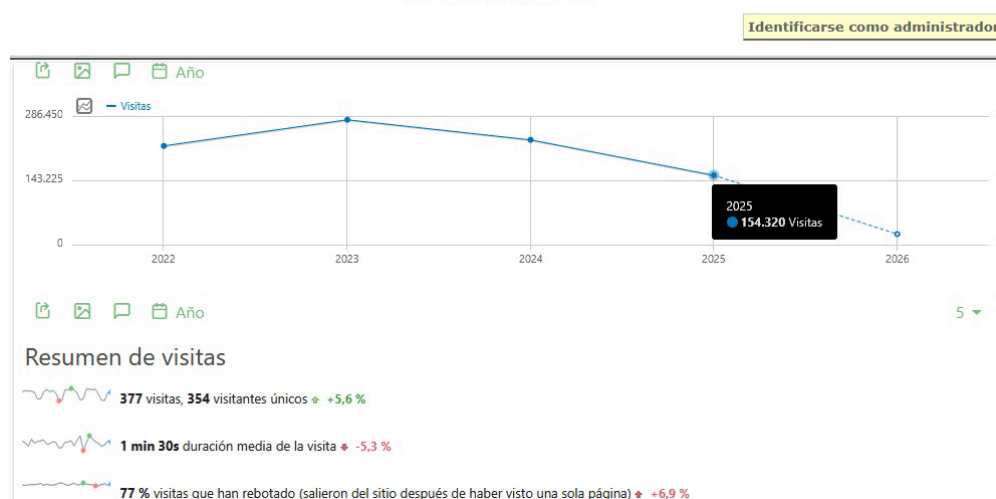 Identificarse como administrador
Año
Visitas
286.450
143.225
0
2025
154.320 Visitas
2022 2023 2024 2025 2026
Año
5
Resumen de visitas
377 visitas, 354 visitantes únicos +5,6 %
1 min 30s duración media de la visita -5,3 %
77 % visitas que han rebotado (salieron del sitio después de haber visto una sola página) +6,9 %